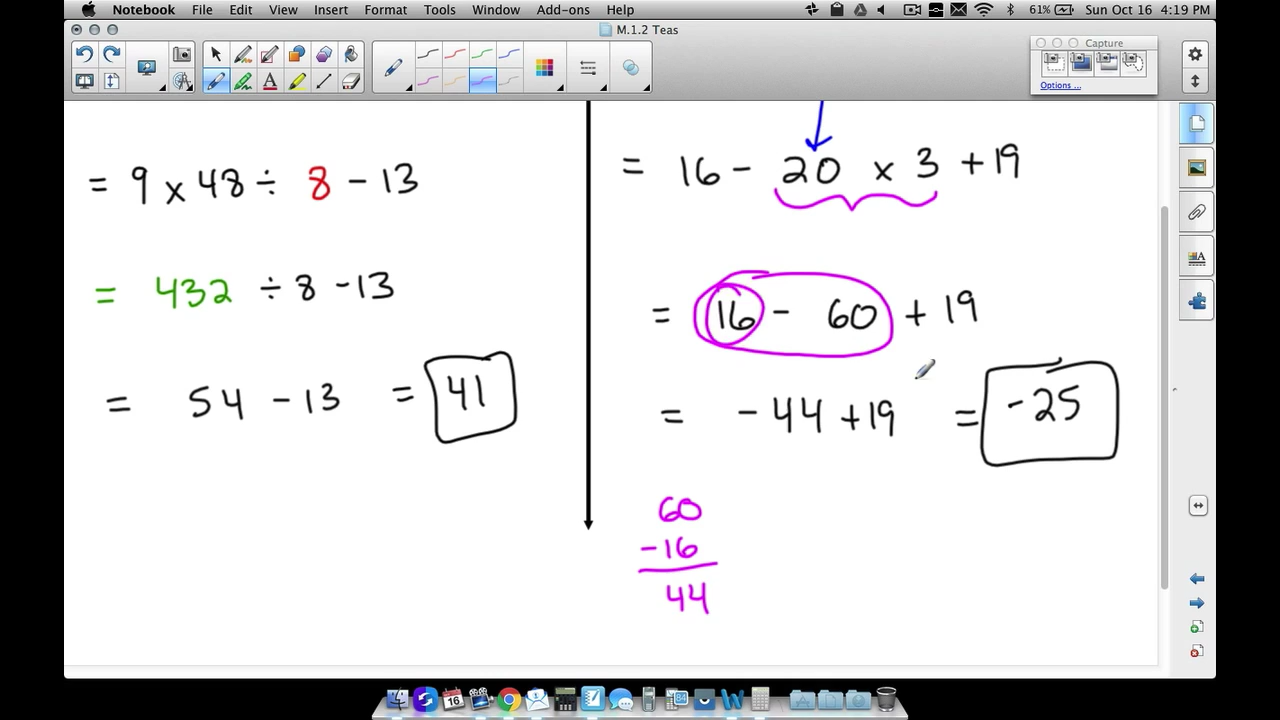 Notebook File Edit View Insert Format Tools Window Add-ons Help 61% Sun Oct 16 4:19 PM
M.1.2 Teas
Capture
Options ...
= 9 x 48 ÷ 8 - 13
= 432 ÷ 8 - 13
= 54 - 13 = 41
= 16 - 20 x 3 + 19
= 16 - 60 + 19
= - 44 + 19 = -25
60
-16
44